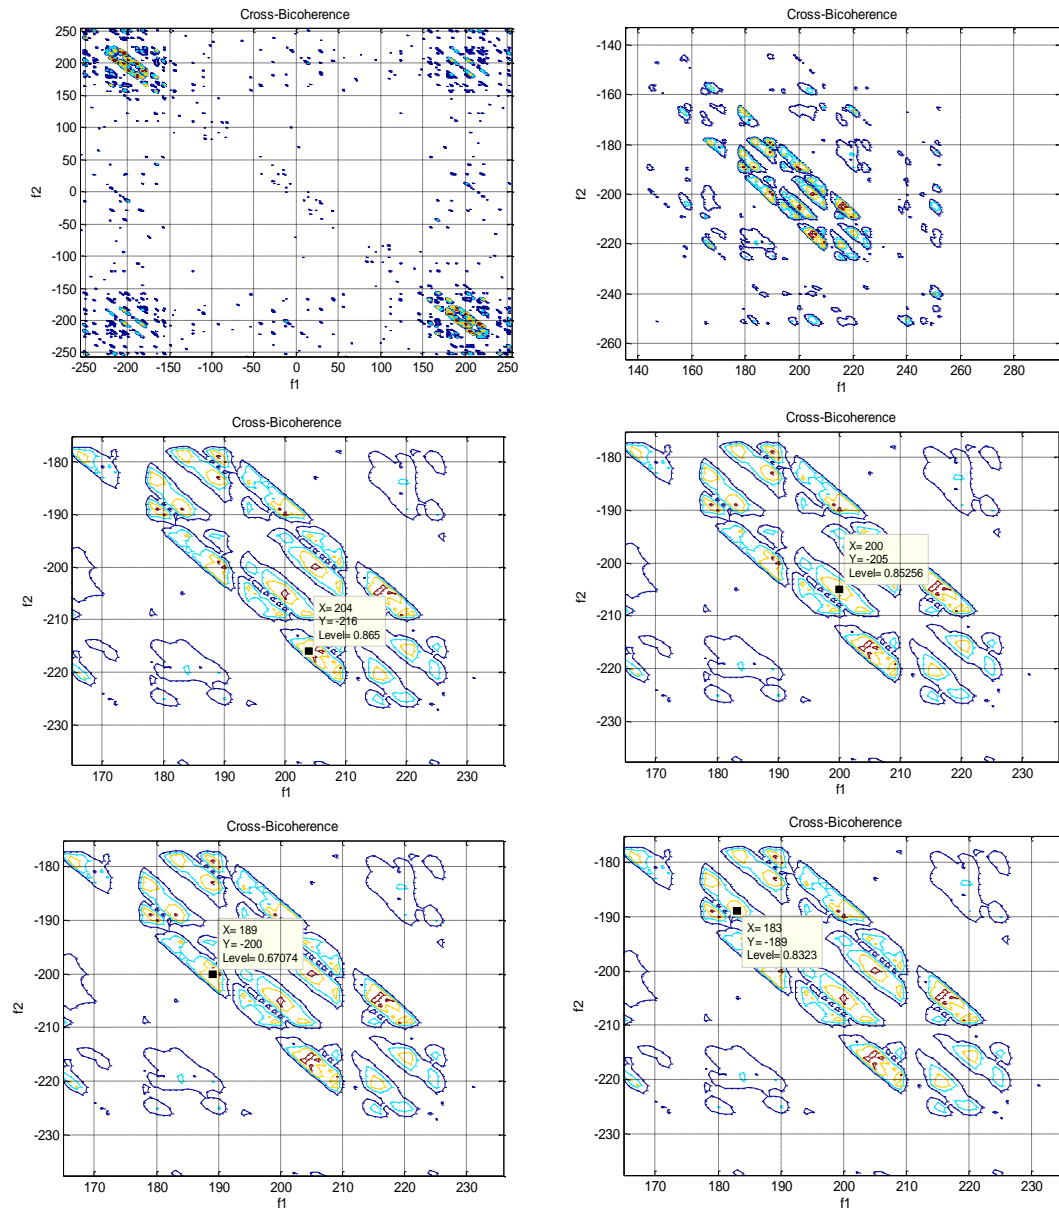 Cross-Bicoherence
250
200
150
100
50
0
-50
-100
-150
-200
-250
f2
-250 -200 -150 -100 -50 0 50 100 150 200 250
f1
Cross-Bicoherence
-140
-160
-180
-200
-220
-240
-260
f2
140 160 180 200 220 240 260 280
f1
Cross-Bicoherence
-180
-190
-200
-210
-220
-230
f2
X= 204
Y= -216
Level= 0.865
170 180 190 200 210 220 230
f1
Cross-Bicoherence
-180
-190
-200
-210
-220
-230
f2
X= 200
Y= -205
Level= 0.85256
170 180 190 200 210 220 230
f1
Cross-Bicoherence
-180
-190
-200
-210
-220
-230
f2
X= 189
Y= -200
Level= 0.67074
170 180 190 200 210 220 230
f1
Cross-Bicoherence
-180
-190
-200
-210
-220
-230
f2
X= 183
Y= -189
Level= 0.8323
170 180 190 200 210 220 230
f1